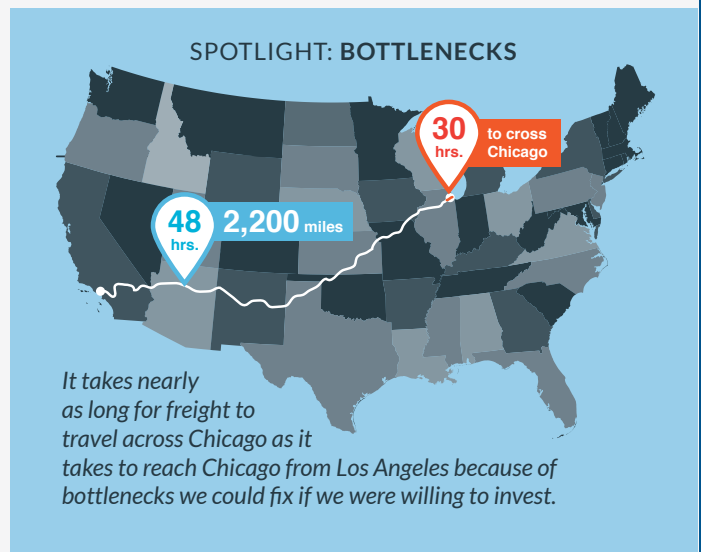 SPOTLIGHT: BOTTLENECKS
30
hrs.
to cross
Chicago
48
hrs.
2,200 miles
It takes nearly
as long for freight to
travel across Chicago as it
takes to reach Chicago from Los Angeles because of
bottlenecks we could fix if we were willing to invest.